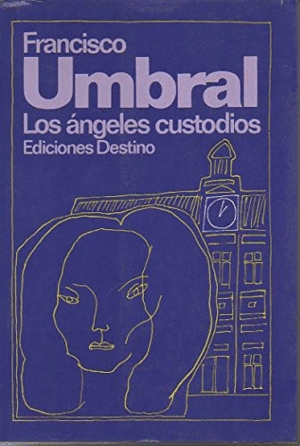 Francisco
Umbral
Los ángeles custodios
Ediciones Destino